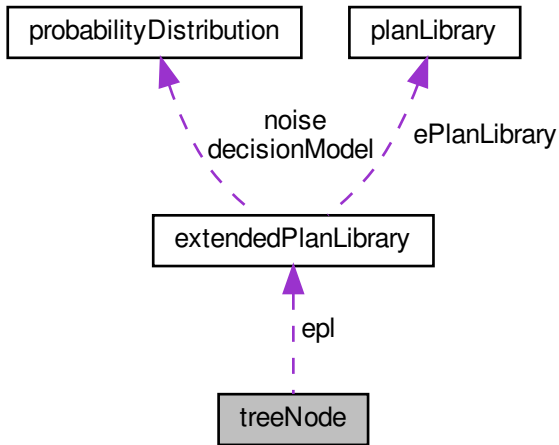 probabilityDistribution
planLibrary
noise
decisionModel
ePlanLibrary
extendedPlanLibrary
epl
treeNode